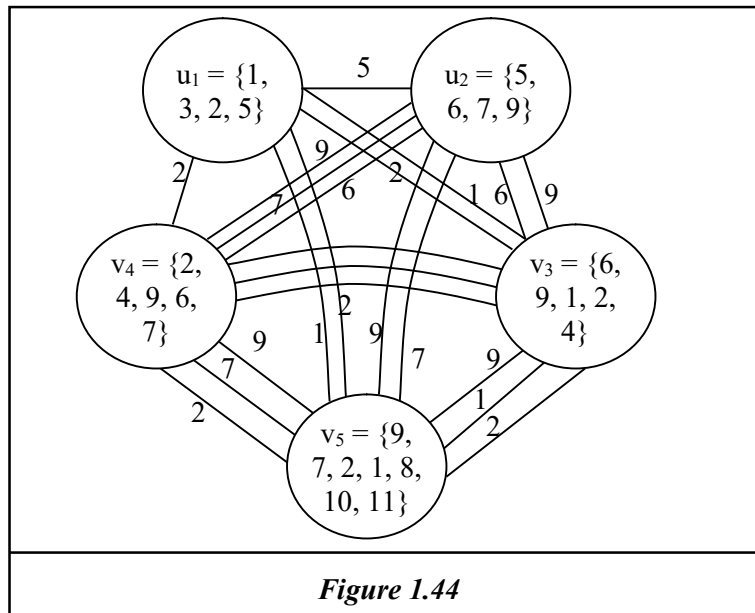 u₁ = {1,
3, 2, 5}
5
u₂ = {5,
6, 7, 9}
2
9
7
6
2
1
6
9
v₄ = {2,
4, 9, 6,
7}
v₃ = {6,
9, 1, 2,
4}
2
1
9
7
9
7
2
9
1
2
v₅ = {9,
7, 2, 1, 8,
10, 11}
Figure 1.44